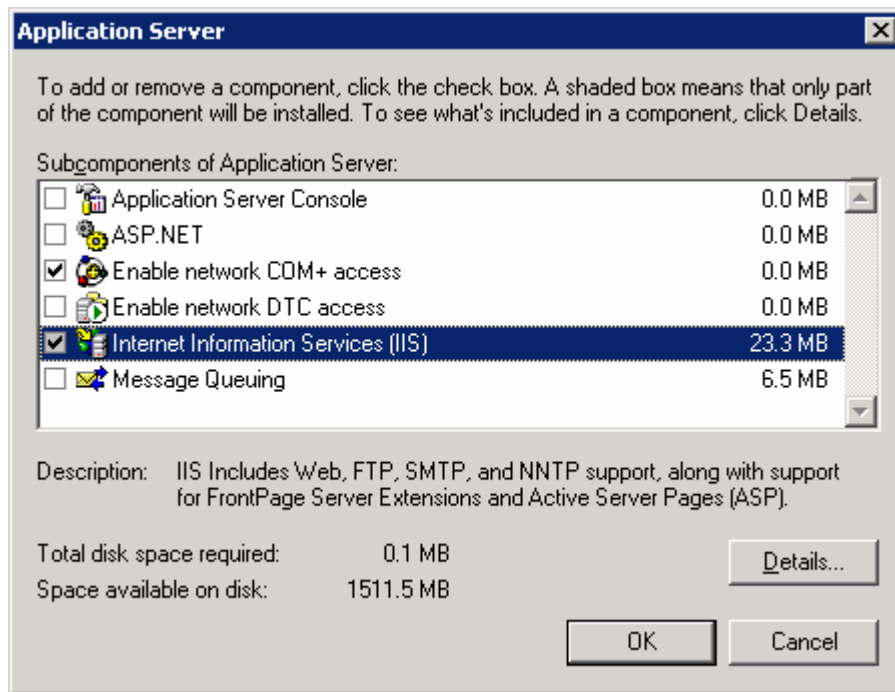 Application Server
To add or remove a component, click the check box. A shaded box means that only part
of the component will be installed. To see what's included in a component, click Details.
Subcomponents of Application Server:
Application Server Console 0.0 MB
ASP.NET 0.0 MB
Enable network COM+ access 0.0 MB
Enable network DTC access 0.0 MB
Internet Information Services (IIS) 23.3 MB
Message Queuing 6.5 MB
Description: IIS Includes Web, FTP, SMTP, and NNTP support, along with support
for FrontPage Server Extensions and Active Server Pages (ASP).
Total disk space required: 0.1 MB
Space available on disk: 1511.5 MB
Details...
OK Cancel